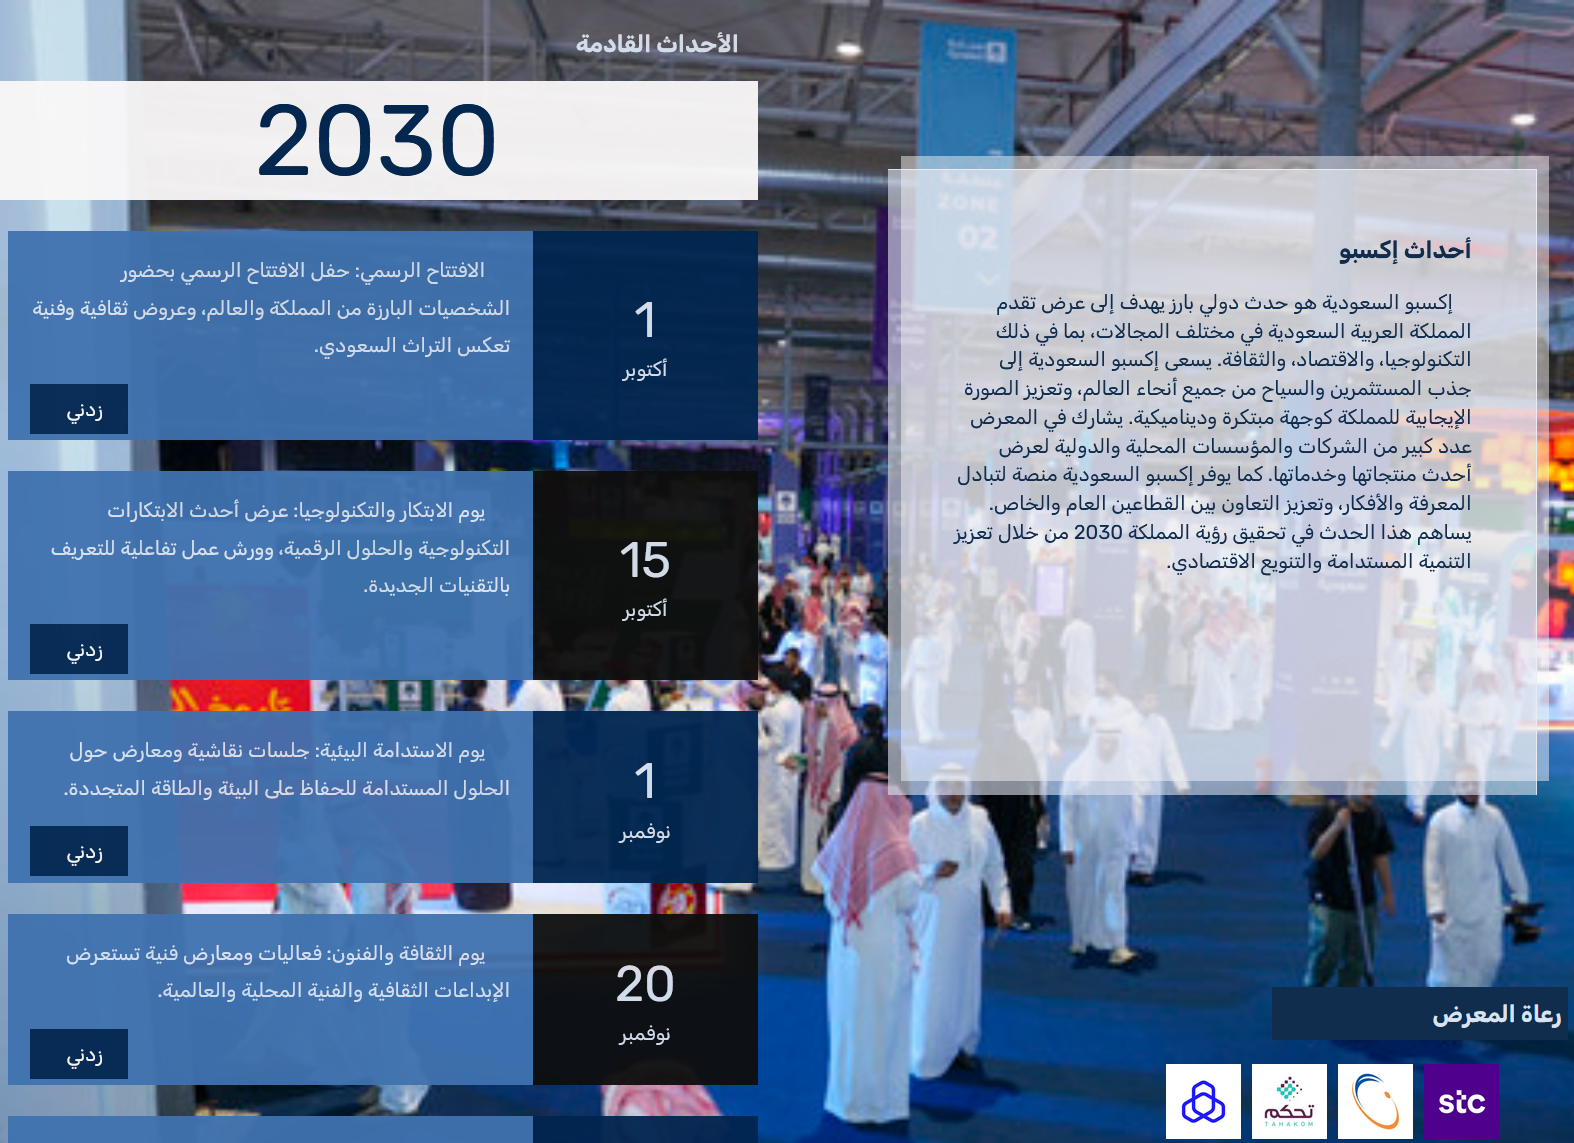 الأحداث القادمة
2030
أحداث إكسبو
إكسبو السعودية هو حدث دولي بارز يهدف إلى عرض تقدم
المملكة العربية السعودية في مختلف المجالات، بما في ذلك
التكنولوجيا، والاقتصاد، والثقافة. يسعى إكسبو السعودية إلى
جذب المستثمرين والسياح من جميع أنحاء العالم، وتعزيز الصورة
الإيجابية للمملكة كوجهة مبتكرة وديناميكية. يشارك في المعرض
عدد كبير من الشركات والمؤسسات المحلية والدولية لعرض
أحدث منتجاتها وخدماتها. كما يوفر إكسبو السعودية منصة لتبادل
المعرفة والأفكار، وتعزيز التعاون بين القطاعين العام والخاص.
يساهم هذا الحدث في تحقيق رؤية المملكة 2030 من خلال تعزيز
التنمية المستدامة والتنويع الاقتصادي.
1
أكتوبر
الافتتاح الرسمي: حفل الافتتاح الرسمي بحضور
الشخصيات البارزة من المملكة والعالم، وعروض ثقافية وفنية
تعكس التراث السعودي.
زدني
15
أكتوبر
يوم الابتكار والتكنولوجيا: عرض أحدث الابتكارات
التكنولوجية والحلول الرقمية، وورش عمل تفاعلية للتعريف
بالتقنيات الجديدة.
زدني
1
نوفمبر
يوم الاستدامة البيئية: جلسات نقاشية ومعارض حول
الحلول المستدامة للحفاظ على البيئة والطاقة المتجددة.
زدني
20
نوفمبر
يوم الثقافة والفنون: فعاليات ومعارض فنية تستعرض
الإبداعات الثقافية والفنية المحلية والعالمية.
زدني
رعاة المعرض
stc
تحكم
TAHAKOM
ZONE
02